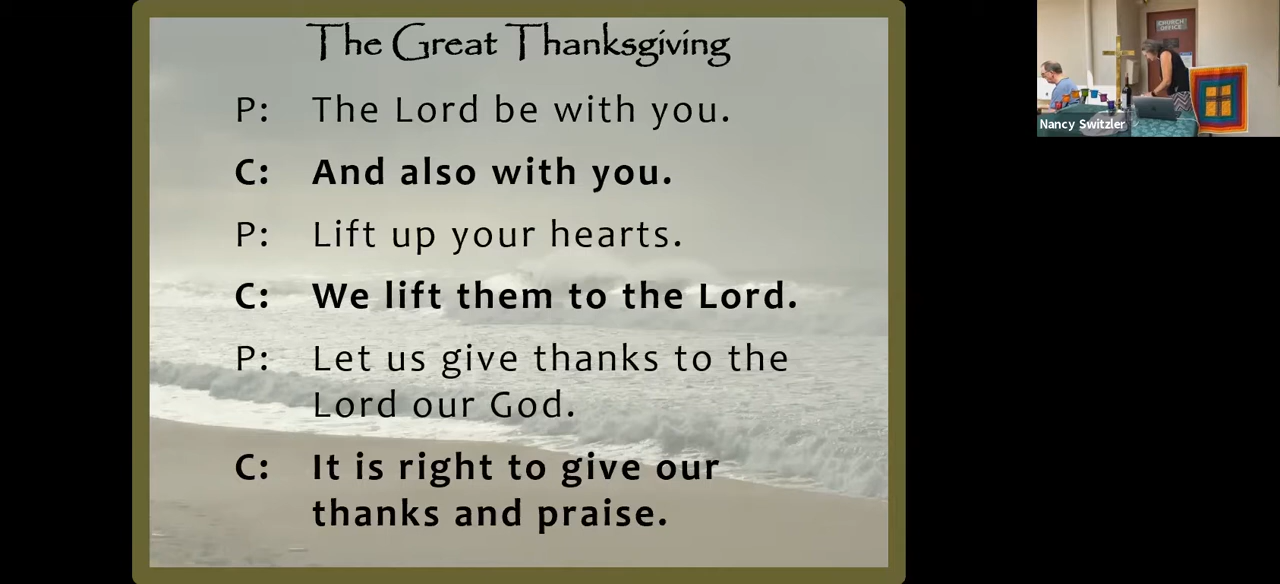 The Great Thanksgiving
P: The Lord be with you.
C: And also with you.
P: Lift up your hearts.
C: We lift them to the Lord.
P: Let us give thanks to the
Lord our God.
C: It is right to give our
thanks and praise.
CHURCH
OFFICE
Nancy Switzler